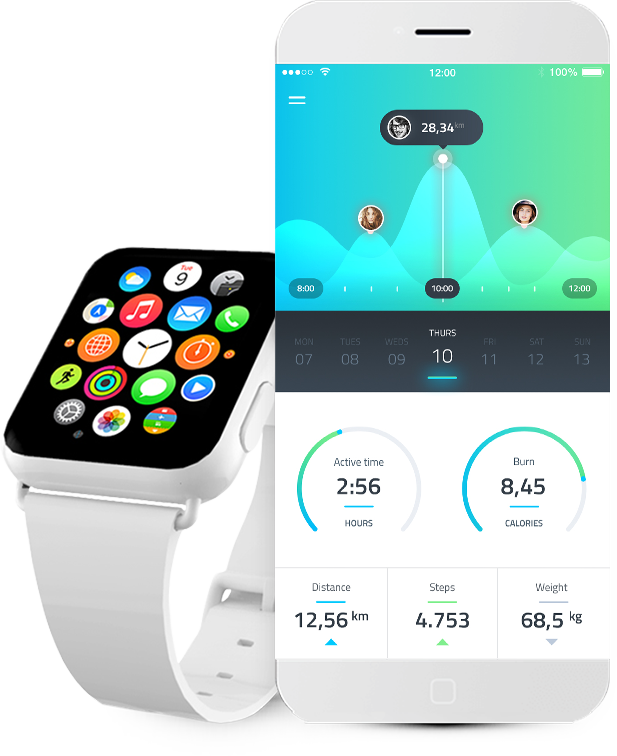 12:00
100%
28,34 km
8:00 10:00 12:00
MON TUES WEDS THURS FRI SAT SUN
07 08 09 10 11 12 13
Active time
2:56
HOURS
Burn
8,45
CALORIES
Distance
12,56 km
Steps
4.753
Weight
68,5 kg
Tue
9